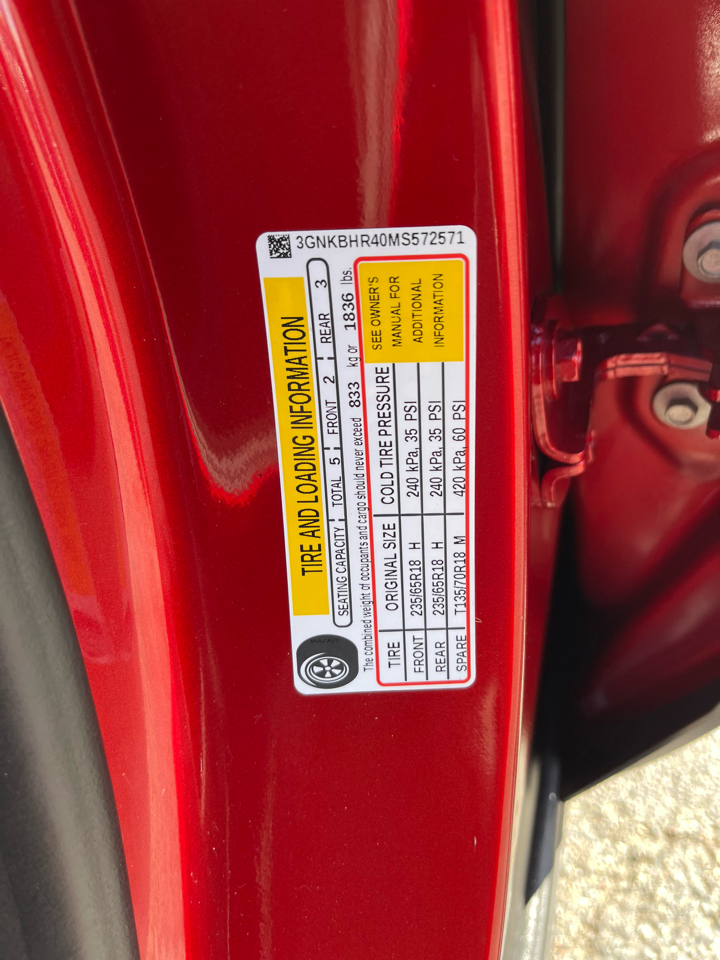 3GNKBHR40MS572571
TIRE AND LOADING INFORMATION
SEATING CAPACITY TOTAL 5 FRONT 2 REAR 3
The combined weight of occupants and cargo should never exceed 833 kg or 1836 lbs.
TIRE ORIGINAL SIZE COLD TIRE PRESSURE
FRONT 235/65R18 H 240 kPa, 35 PSI
REAR 235/65R18 H 240 kPa, 35 PSI
SPARE T135/70R18 M 420 kPa, 60 PSI
SEE OWNER'S
MANUAL FOR
ADDITIONAL
INFORMATION